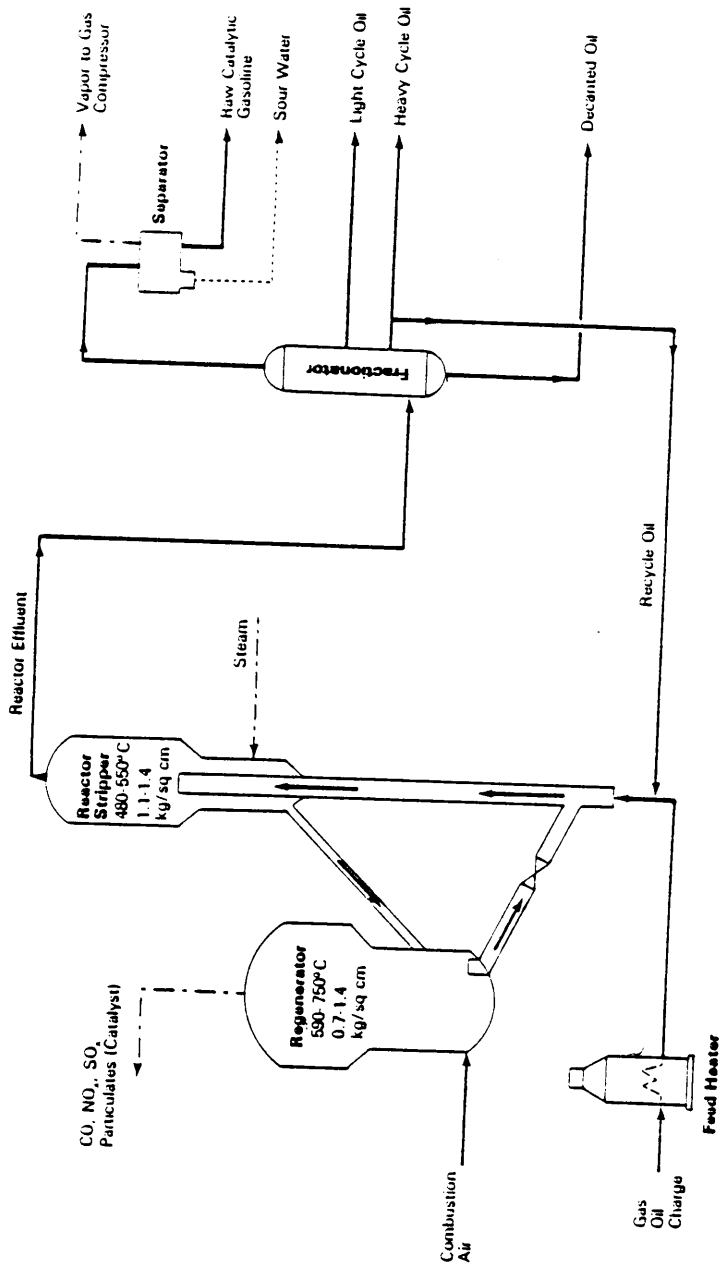 CO, NOx, SOx
Particulates (Catalyst)
Regenerator
590-750°C
0.7-1.4
kg/sq cm
Combustion
Air
Gas
Oil
Charge
Feed Heater
Reactor
Stripper
480-550°C
1.1-1.4
kg/sq cm
Reactor Effluent
Steam
Recycle Oil
Fractionator
Separator
Vapor to Gas
Compressor
Raw Catalytic
Gasoline
Sour Water
Light Cycle Oil
Heavy Cycle Oil
Decanted Oil